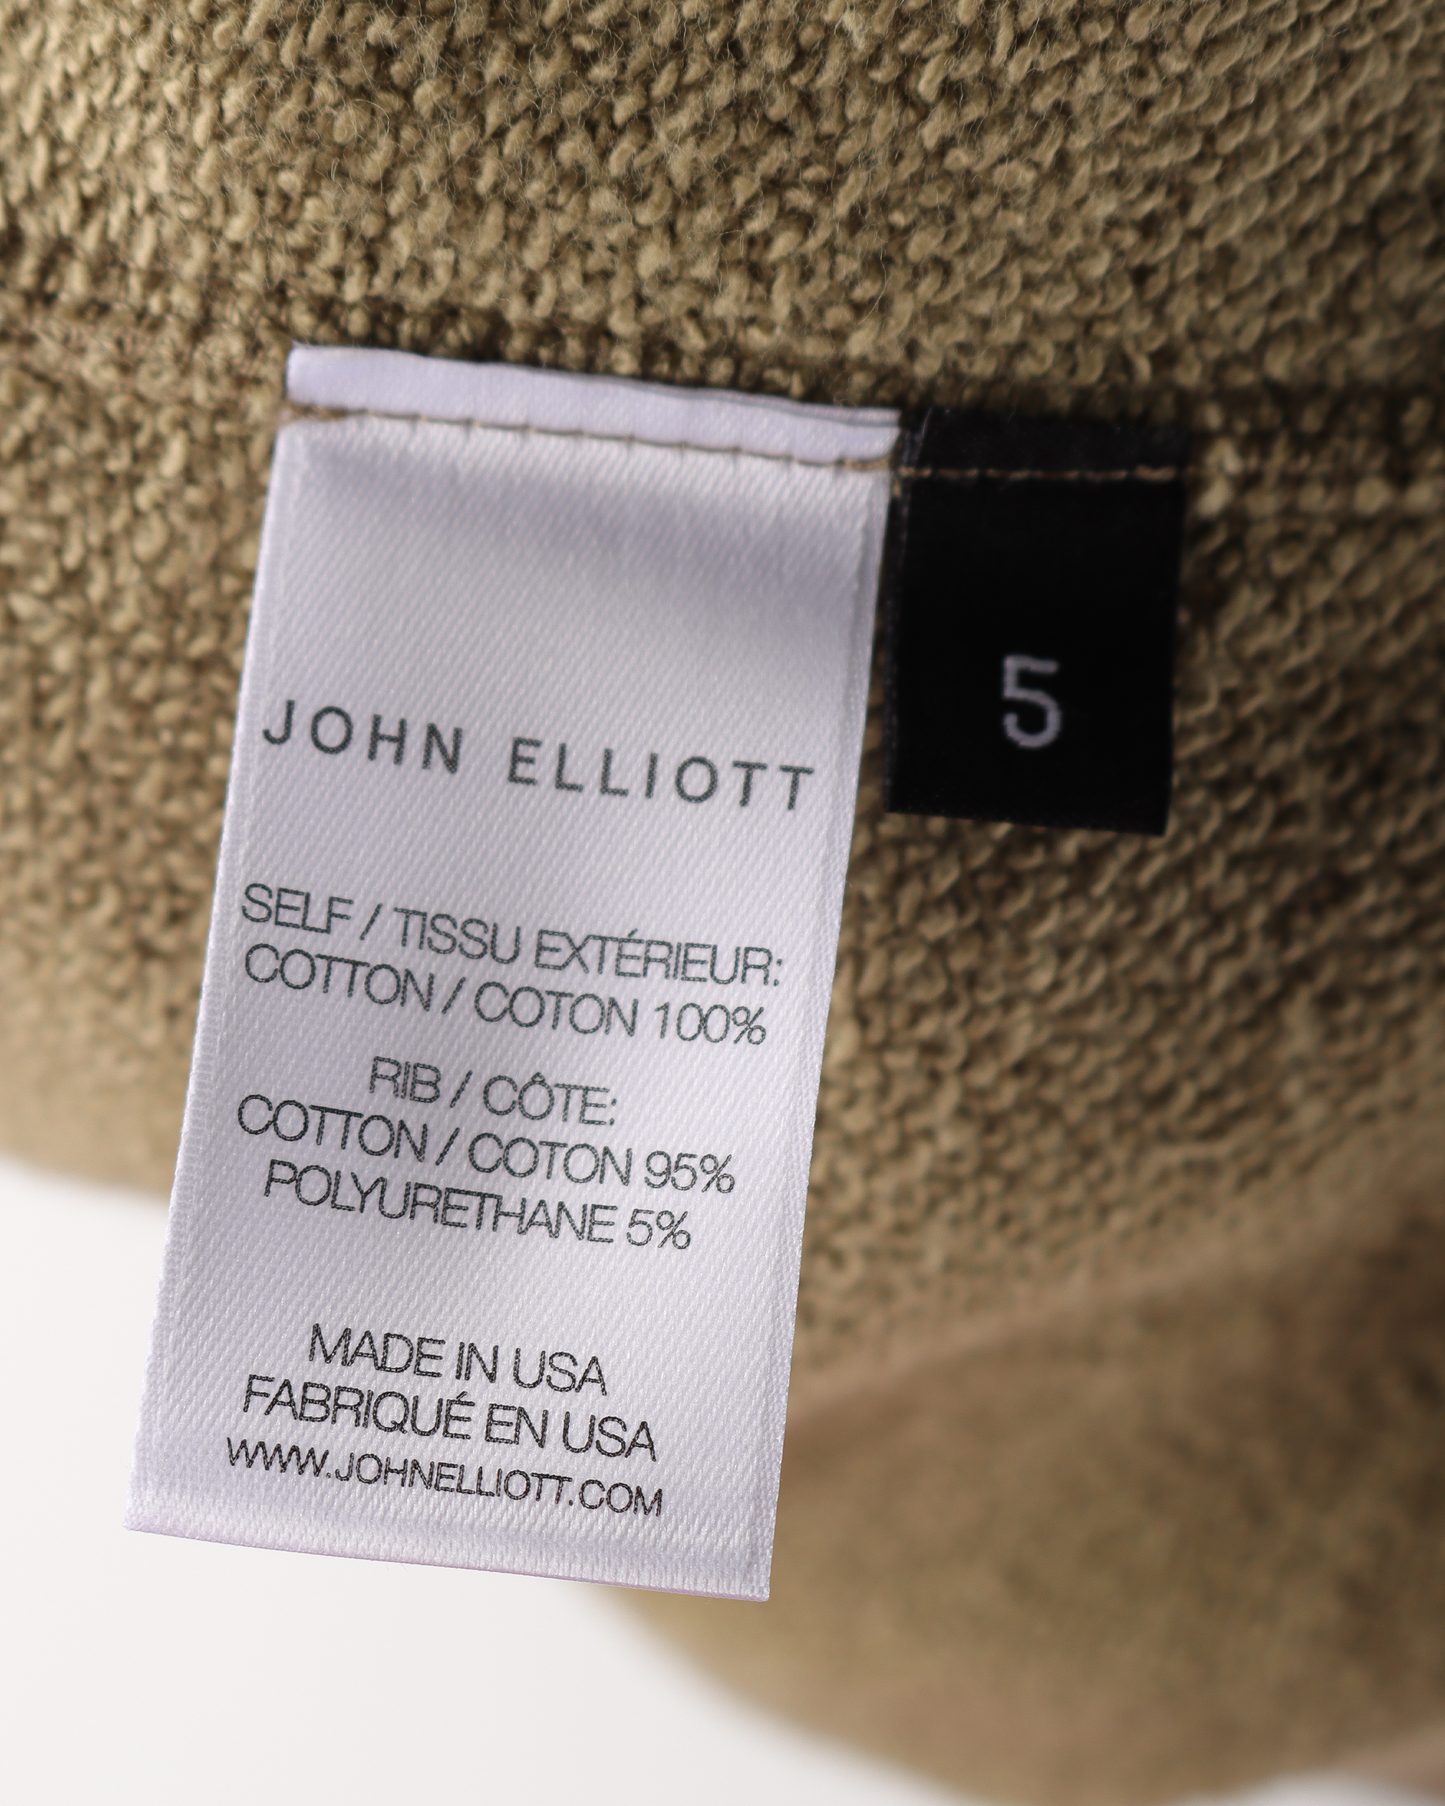 JOHN ELLIOTT
SELF / TISSU EXTÉRIEUR:
COTTON / COTON 100%
RIB / CÔTE:
COTTON / COTON 95%
POLYURETHANE 5%
MADE IN USA
FABRIQUÉ EN USA
WWW.JOHNELLIOTT.COM
5